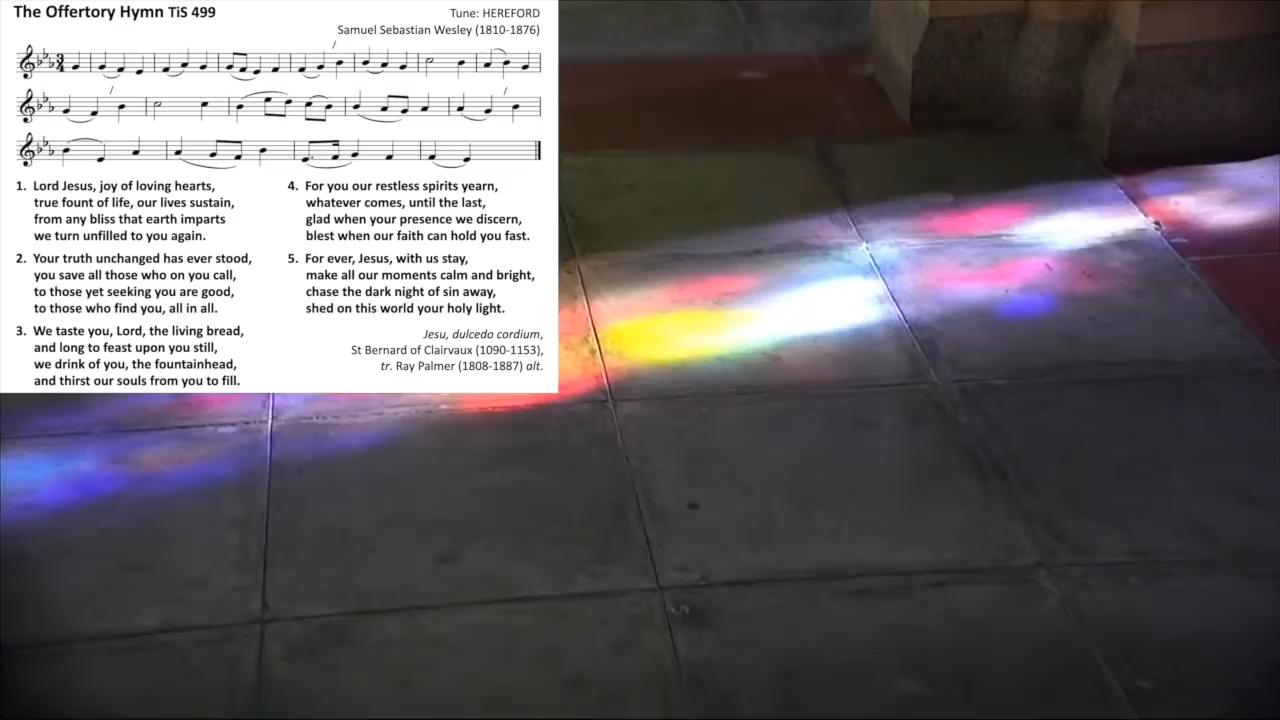 The Offertory Hymn TiS 499
Tune: HEREFORD
Samuel Sebastian Wesley (1810-1876)
1. Lord Jesus, joy of loving hearts,
true fount of life, our lives sustain,
from any bliss that earth imparts
we turn unfilled to you again.
2. Your truth unchanged has ever stood,
you save all those who on you call,
to those yet seeking you are good,
to those who find you, all in all.
3. We taste you, Lord, the living bread,
and long to feast upon you still,
we drink of you, the fountainhead,
and thirst our souls from you to fill.
4. For you our restless spirits yearn,
whatever comes, until the last,
glad when your presence we discern,
blest when our faith can hold you fast.
5. For ever, Jesus, with us stay,
make all our moments calm and bright,
chase the dark night of sin away,
shed on this world your holy light.
Jesu, dulcedo cordium,
St Bernard of Clairvaux (1090-1153),
tr. Ray Palmer (1808-1887) alt.